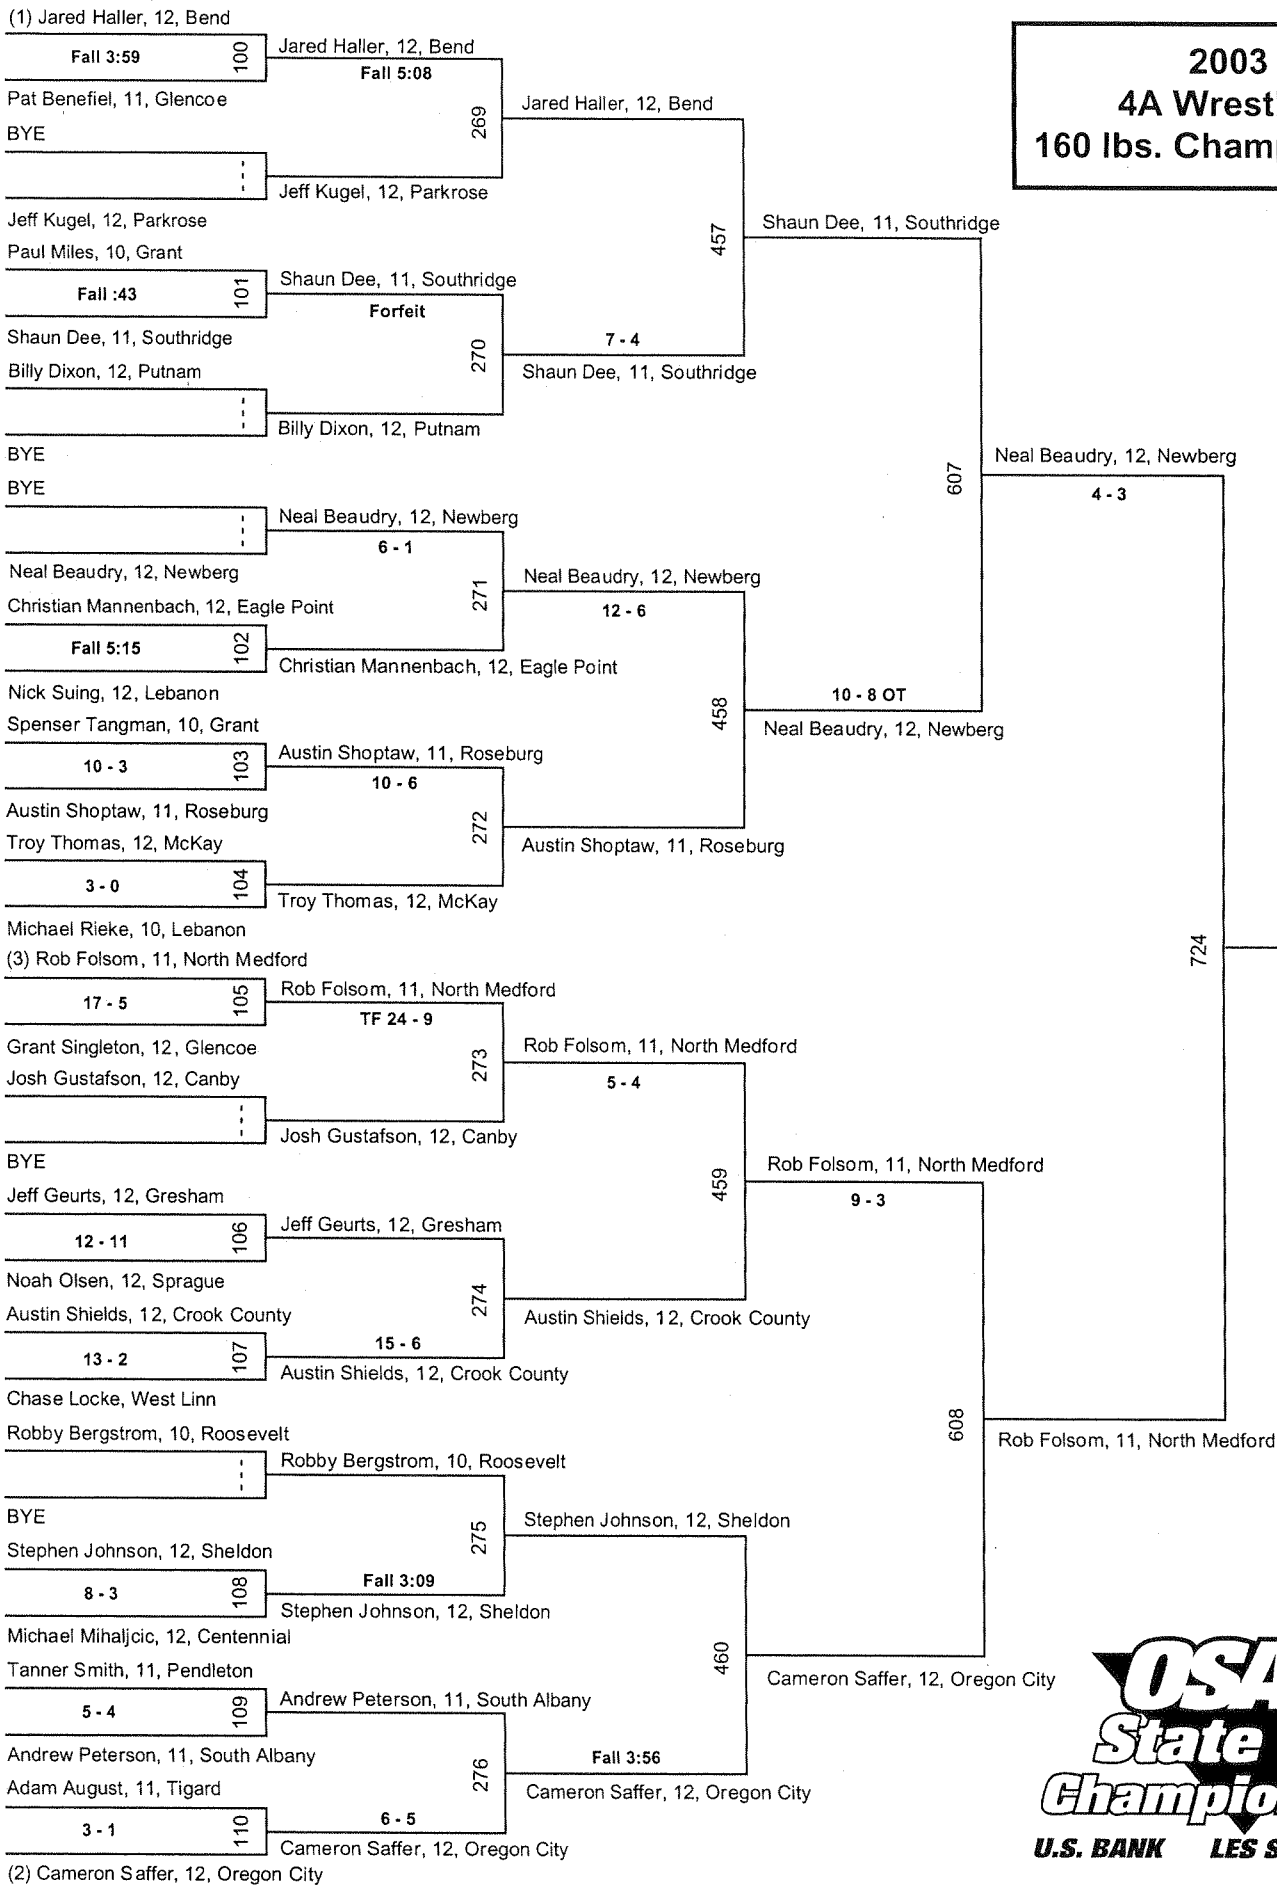 (1) Jared Haller, 12, Bend
Fall 3:59
100
Pat Benefiel, 11, Glencoe
BYE
Jeff Kugel, 12, Parkrose
Paul Miles, 10, Grant
Fall :43
101
Shaun Dee, 11, Southridge
Billy Dixon, 12, Putnam
BYE
BYE
Neal Beaudry, 12, Newberg
Christian Mannenbach, 12, Eagle Point
Fall 5:15
102
Nick Suing, 12, Lebanon
Spenser Tangman, 10, Grant
10 - 3
103
Austin Shoptaw, 11, Roseburg
Troy Thomas, 12, McKay
3 - 0
104
Michael Rieke, 10, Lebanon
(3) Rob Folsom, 11, North Medford
17 - 5
105
Grant Singleton, 12, Glencoe
Josh Gustafson, 12, Canby
BYE
Jeff Geurts, 12, Gresham
12 - 11
106
Noah Olsen, 12, Sprague
Austin Shields, 12, Crook County
13 - 2
107
Chase Locke, West Linn
Robby Bergstrom, 10, Roosevelt
BYE
Stephen Johnson, 12, Sheldon
8 - 3
108
Michael Mihaljcic, 12, Centennial
Tanner Smith, 11, Pendleton
5 - 4
109
Andrew Peterson, 11, South Albany
Adam August, 11, Tigard
3 - 1
110
(2) Cameron Saffer, 12, Oregon City
Jared Haller, 12, Bend
Fall 5:08
269
Jeff Kugel, 12, Parkrose
Shaun Dee, 11, Southridge
Forfeit
270
Billy Dixon, 12, Putnam
Neal Beaudry, 12, Newberg
6 - 1
271
Christian Mannenbach, 12, Eagle Point
Austin Shoptaw, 11, Roseburg
10 - 6
272
Troy Thomas, 12, McKay
Rob Folsom, 11, North Medford
TF 24 - 9
273
Josh Gustafson, 12, Canby
Jeff Geurts, 12, Gresham
274
15 - 6
Austin Shields, 12, Crook County
Robby Bergstrom, 10, Roosevelt
275
Fall 3:09
Stephen Johnson, 12, Sheldon
Andrew Peterson, 11, South Albany
276
6 - 5
Cameron Saffer, 12, Oregon City
Jared Haller, 12, Bend
457
7 - 4
Shaun Dee, 11, Southridge
Neal Beaudry, 12, Newberg
12 - 6
458
Austin Shoptaw, 11, Roseburg
Rob Folsom, 11, North Medford
5 - 4
459
Austin Shields, 12, Crook County
Stephen Johnson, 12, Sheldon
460
Fall 3:56
Cameron Saffer, 12, Oregon City
Shaun Dee, 11, Southridge
607
10 - 8 OT
Neal Beaudry, 12, Newberg
Rob Folsom, 11, North Medford
9 - 3
608
Cameron Saffer, 12, Oregon City
Neal Beaudry, 12, Newberg
4 - 3
724
Rob Folsom, 11, North Medford
2003
4A Wrest
160 lbs. Cham
OSA
State
Champio
U.S. BANK LES S